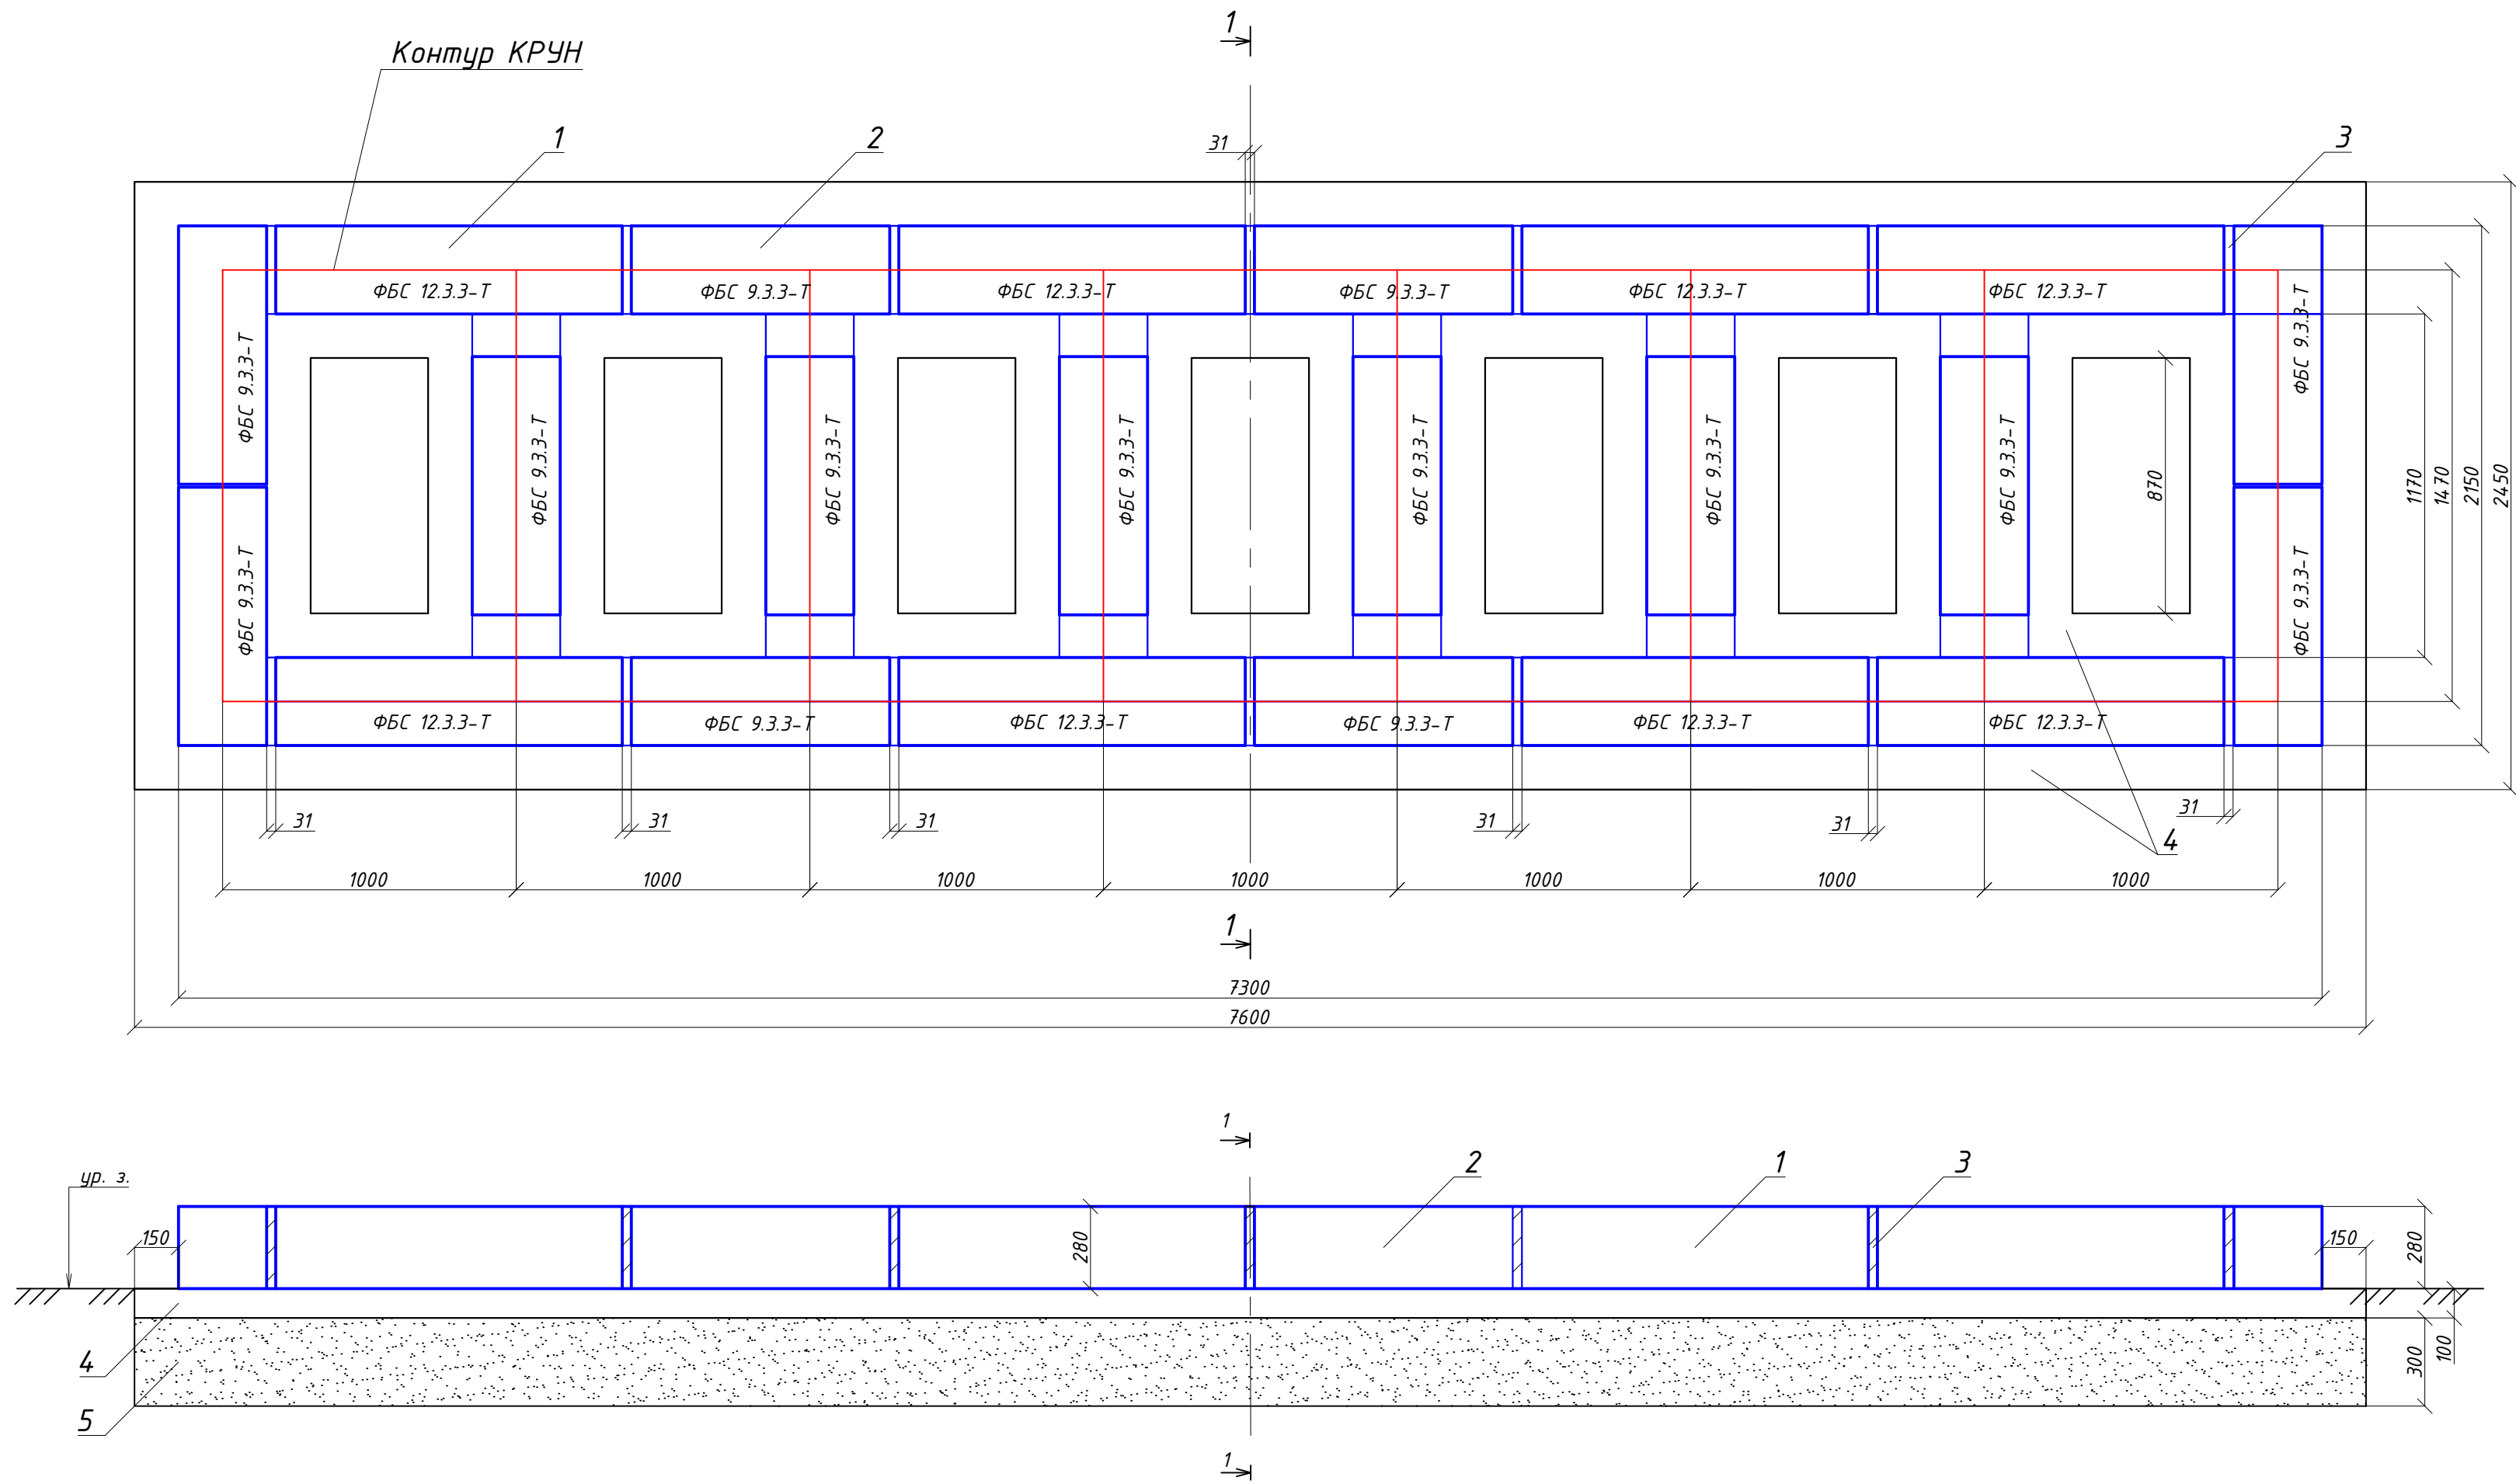 1
Контур КРУН
1
2
31
3
ФБС 12.3.3-Т
ФБС 9.3.3-Т
ФБС 12.3.3-Т
ФБС 9.3.3-Т
ФБС 12.3.3-Т
ФБС 12.3.3-Т
ФБС 9.3.3-Т
ФБС 9.3.3-Т
ФБС 9.3.3-Т
ФБС 9.3.3-Т
ФБС 9.3.3-Т
ФБС 9.3.3-Т
ФБС 9.3.3-Т
ФБС 9.3.3-Т
870
1170
1470
2150
2450
ФБС 9.3.3-Т
ФБС 9.3.3-Т
ФБС 12.3.3-Т
ФБС 9.3.3-Т
ФБС 12.3.3-Т
ФБС 9.3.3-Т
ФБС 12.3.3-Т
ФБС 12.3.3-Т
31
31
31
31
31
31
4
1000
1000
1000
1000
1000
1000
1000
1
7300
7600
1
ур. з.
2
1
3
150
280
150
280
4
300
100
5
1